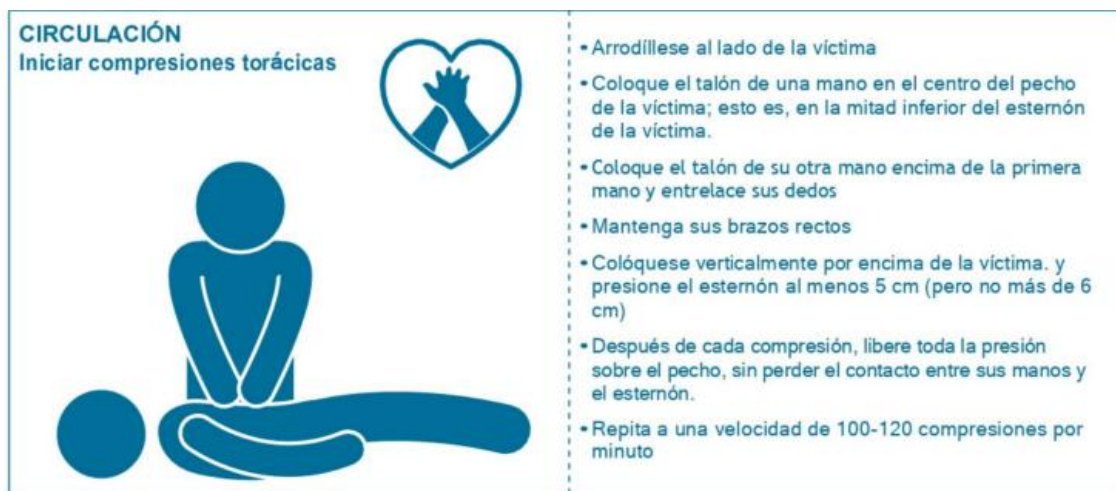 CIRCULACIÓN
Iniciar compresiones torácicas
• Arrodíllese al lado de la víctima
• Coloque el talón de una mano en el centro del pecho
de la víctima; esto es, en la mitad inferior del esternón
de la víctima.
• Coloque el talón de su otra mano encima de la primera
mano y entrelace sus dedos
• Mantenga sus brazos rectos
• Colóquese verticalmente por encima de la víctima. y
presione el esternón al menos 5 cm (pero no más de 6
cm)
• Después de cada compresión, libere toda la presión
sobre el pecho, sin perder el contacto entre sus manos y
el esternón.
• Repita a una velocidad de 100-120 compresiones por
minuto